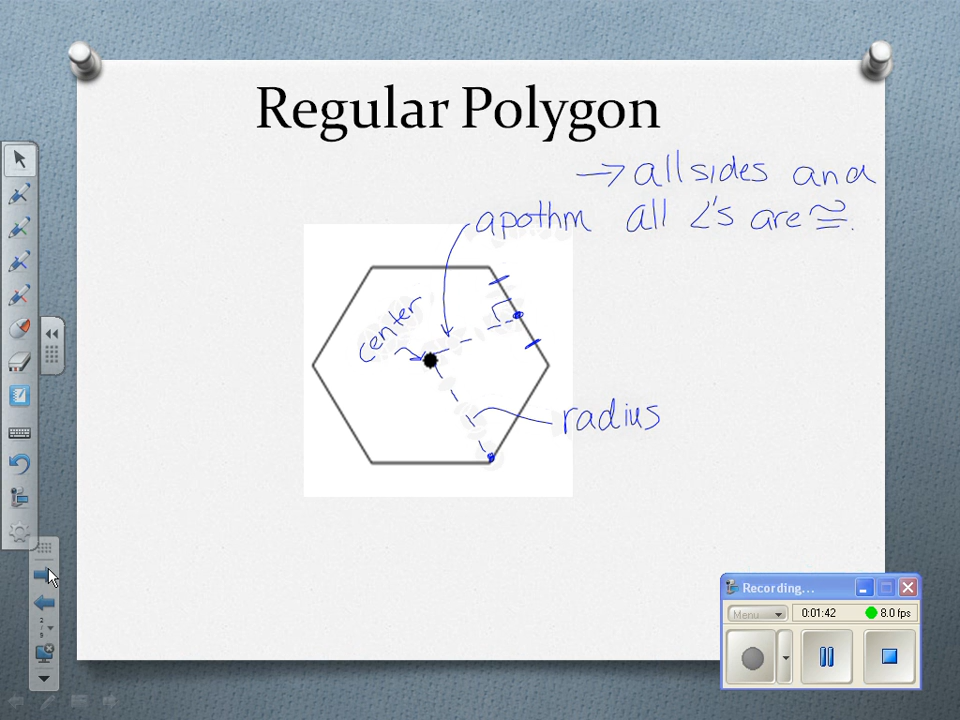 Regular Polygon
→ all sides and
apothm all ∠'s are ≅.
center
radius
Recording...
Menu
0:01:42
8.0 fps